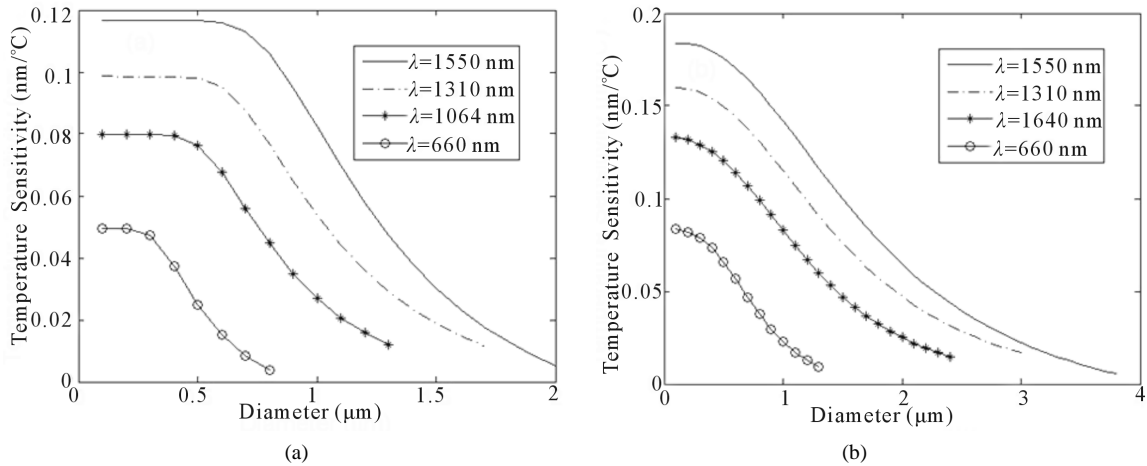 0.12
0.1
0.08
0.06
0.04
0.02
0
Temperature Sensitivity (nm/°C)
λ=1550 nm
λ=1310 nm
λ=1064 nm
λ=660 nm
0 0.5 1 1.5 2
Diameter (μm)
(a)
0.2
0.15
0.1
0.05
0
Temperature Sensitivity (nm/°C)
(b)
λ=1550 nm
λ=1310 nm
λ=1640 nm
λ=660 nm
0 1 2 3 4
Diameter (μm)
(b)